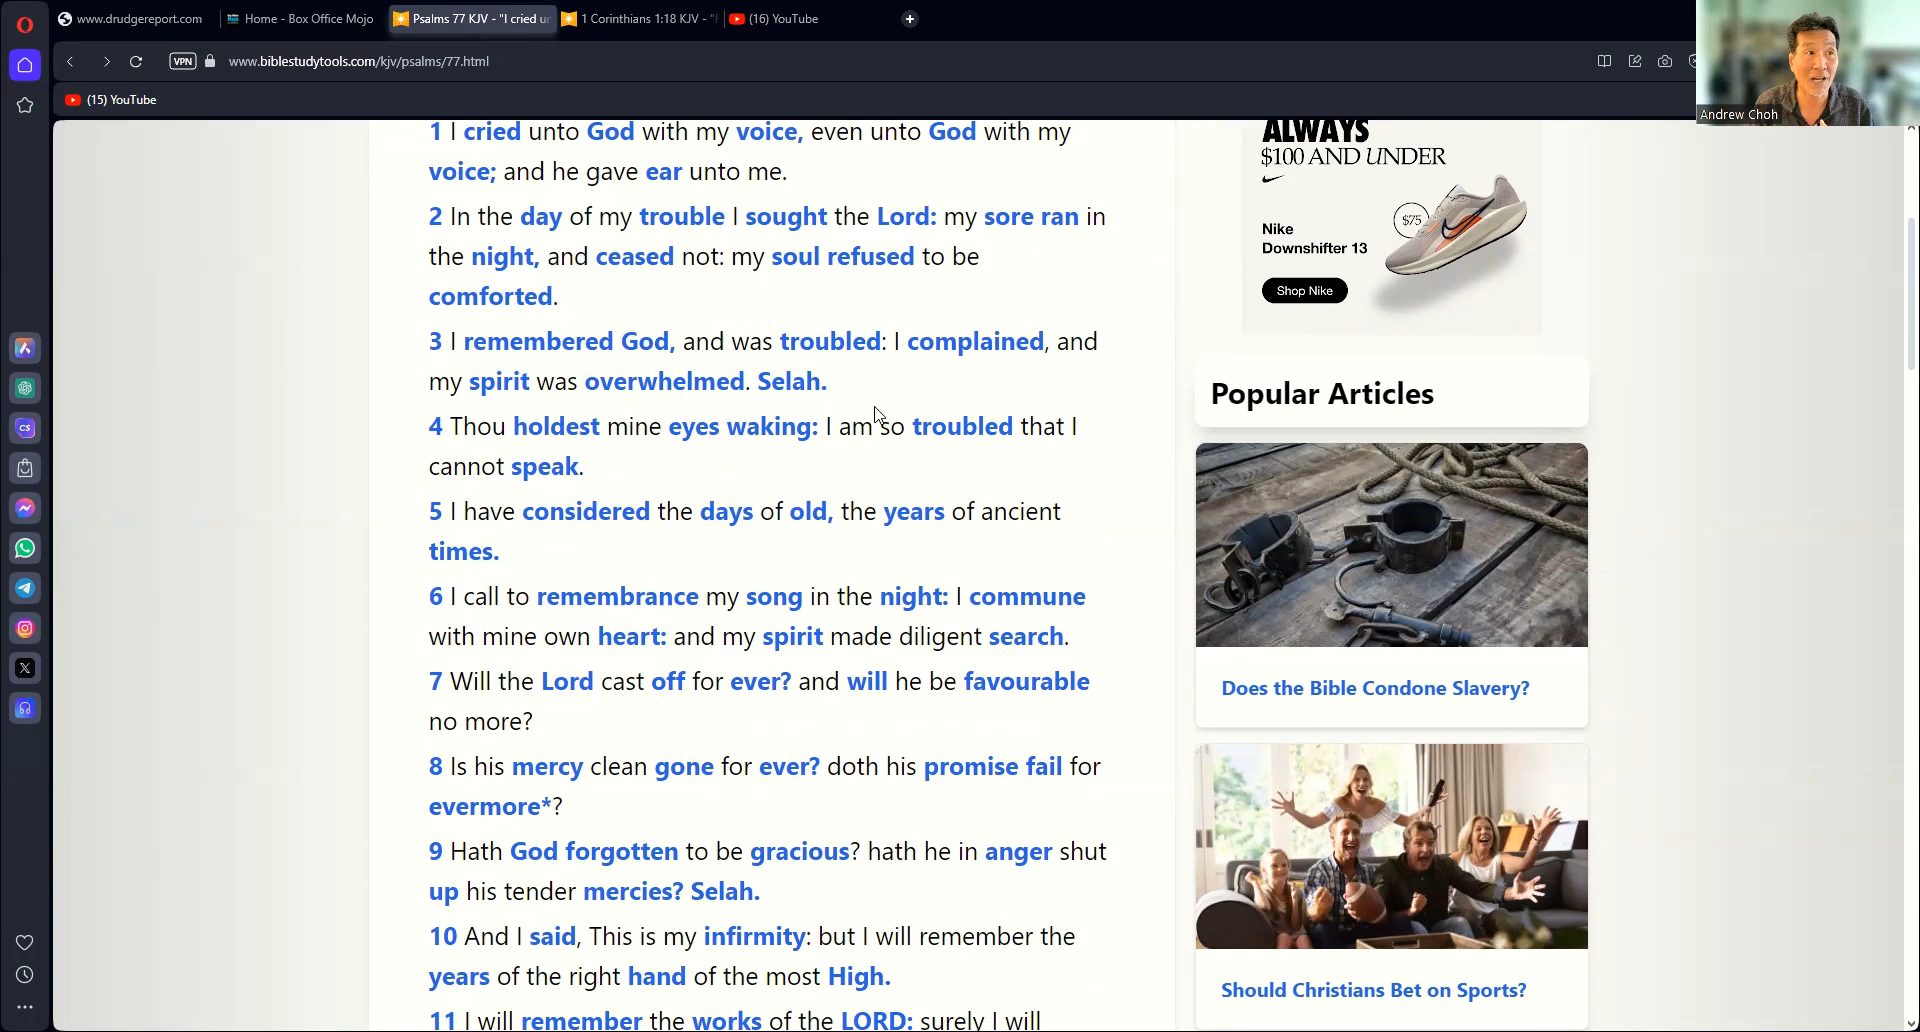 www.drudgereport.com
Home - Box Office Mojo
Psalms 77 KJV - "I cried u
1 Corinthians 1:18 KJV - "
(16) YouTube
VPN
www.biblestudytools.com/kjv/psalms/77.html
(15) YouTube
Andrew Choh
CS
1 I cried unto God with my voice, even unto God with my
voice; and he gave ear unto me.
2 In the day of my trouble I sought the Lord: my sore ran in
the night, and ceased not: my soul refused to be
comforted.
3 I remembered God, and was troubled: I complained, and
my spirit was overwhelmed. Selah.
4 Thou holdest mine eyes waking: I am so troubled that I
cannot speak.
5 I have considered the days of old, the years of ancient
times.
6 I call to remembrance my song in the night: I commune
with mine own heart: and my spirit made diligent search.
7 Will the Lord cast off for ever? and will he be favourable
no more?
8 Is his mercy clean gone for ever? doth his promise fail for
evermore*?
9 Hath God forgotten to be gracious? hath he in anger shut
up his tender mercies? Selah.
10 And I said, This is my infirmity: but I will remember the
years of the right hand of the most High.
11 I will remember the works of the LORD: surely I will
ALWAYS
$100 AND UNDER
$75
Nike
Downshifter 13
Shop Nike
Popular Articles
Does the Bible Condone Slavery?
Should Christians Bet on Sports?